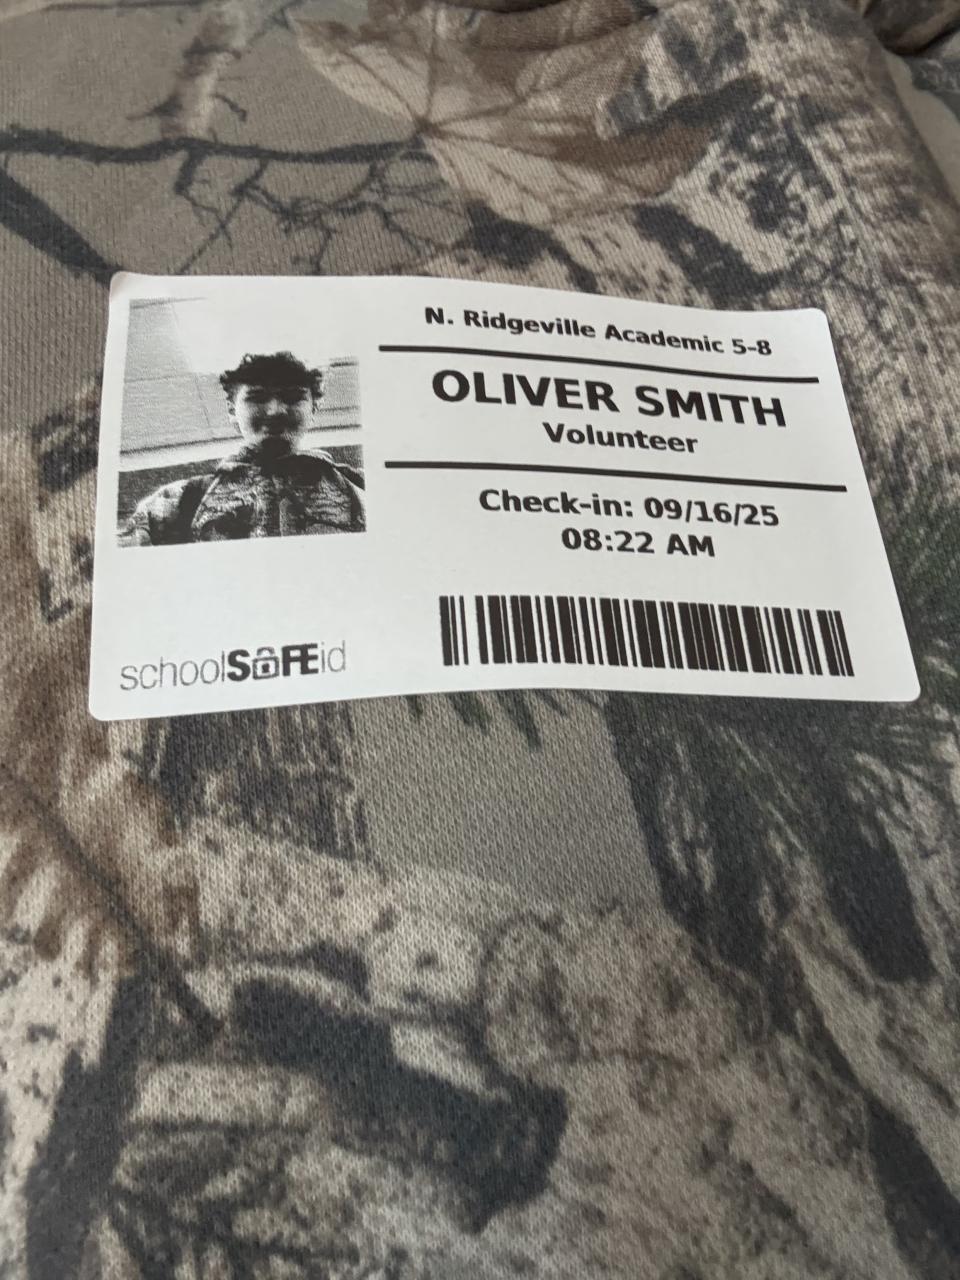 N. Ridgeville Academic 5-8
OLIVER SMITH
Volunteer
Check-in: 09/16/25
08:22 AM
schoolSAFEid